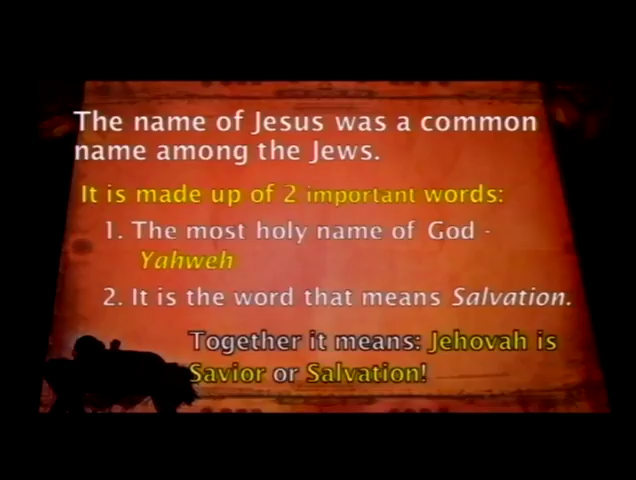 The name of Jesus was a common
name among the Jews.
It is made up of 2 important words:
1. The most holy name of God -
Yahweh
2. It is the word that means Salvation.
Together it means: Jehovah is
Savior or Salvation!